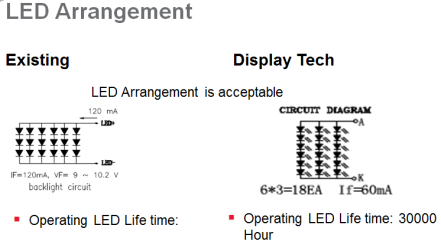 LED Arrangement
Existing
Display Tech
LED Arrangement is acceptable
120 mA
LED+
LED-
IF=120mA, VF= 9 ~ 10.2 V
backlight circuit
CIRCUIT DIAGRAM
A
K
6*3=18EA If=60mA
Operating LED Life time:
Operating LED Life time: 30000
Hour